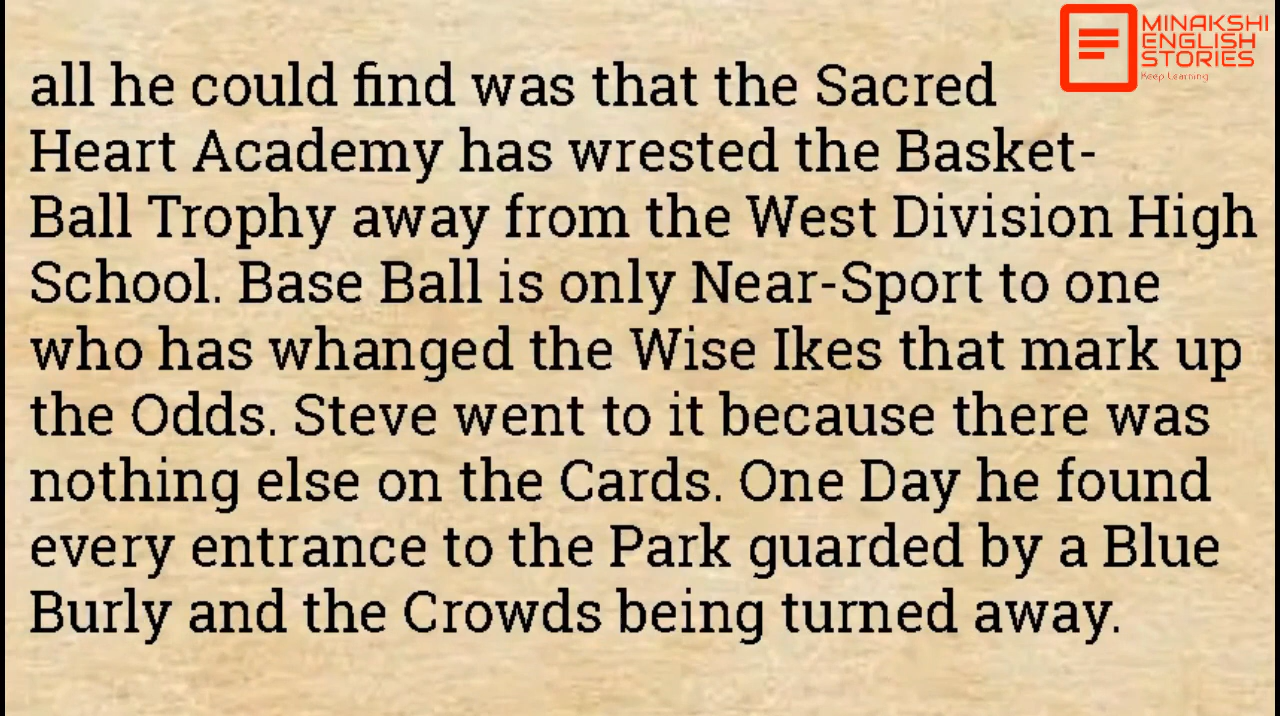 MINAKSHI
ENGLISH
STORIES
Keep Learning
all he could find was that the Sacred
Heart Academy has wrested the Basket-
Ball Trophy away from the West Division High
School. Base Ball is only Near-Sport to one
who has whanged the Wise Ikes that mark up
the Odds. Steve went to it because there was
nothing else on the Cards. One Day he found
every entrance to the Park guarded by a Blue
Burly and the Crowds being turned away.